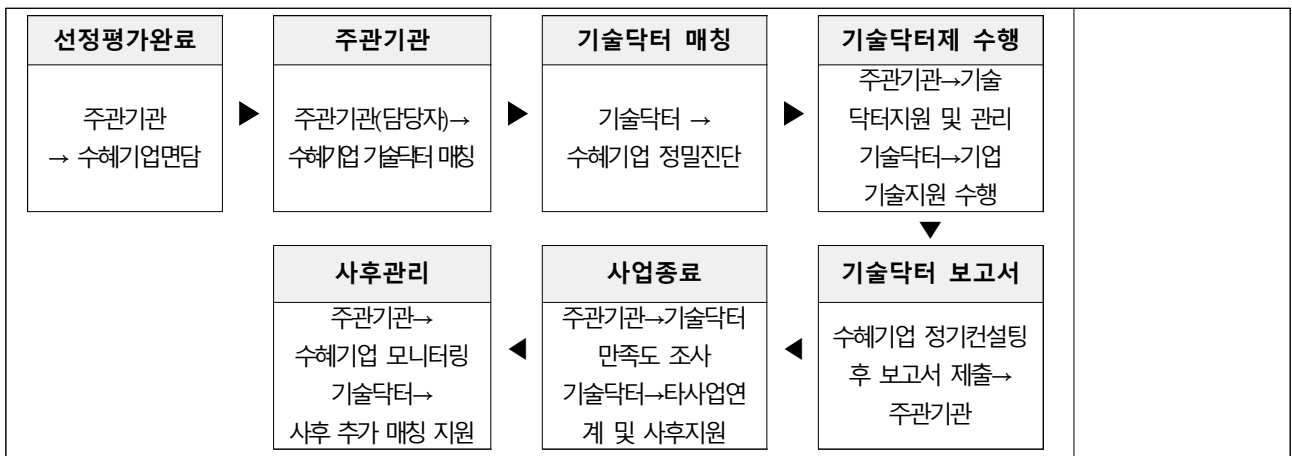 선정평가완료
주관기관
→ 수혜기업면담
▶
주관기관
주관기관(담당자)→
수혜기업 기술닥터 매칭
▶
기술닥터 매칭
기술닥터 →
수혜기업 정밀진단
▶
기술닥터제 수행
주관기관→기술
닥터지원 및 관리
기술닥터→기업
기술지원 수행
▼
기술닥터 보고서
수혜기업 정기컨설팅
후 보고서 제출→
주관기관
◀
사업종료
주관기관→기술닥터
만족도 조사
기술닥터→타사업연
계 및 사후지원
◀
사후관리
주관기관→
수혜기업 모니터링
기술닥터→
사후 추가 매칭 지원